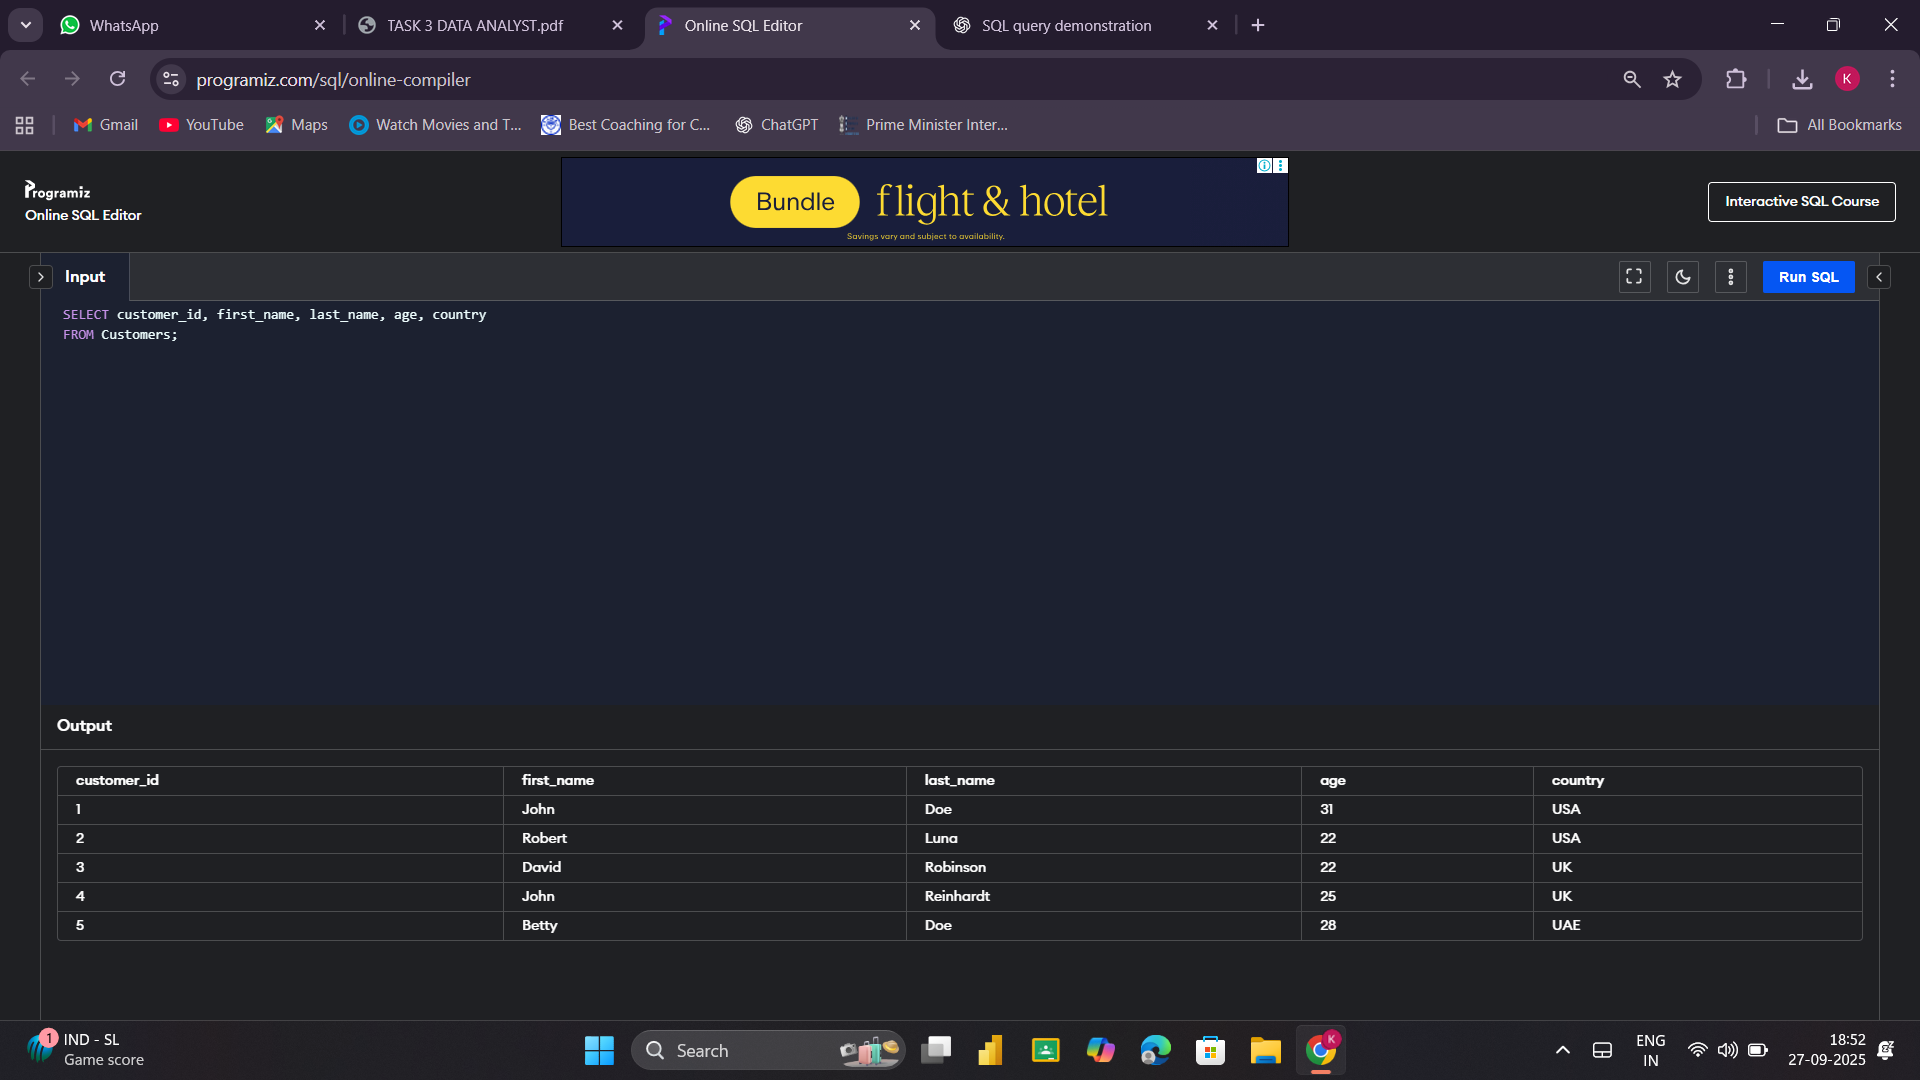 WhatsApp
TASK 3 DATA ANALYST.pdf
Online SQL Editor
SQL query demonstration
programiz.com/sql/online-compiler
K
Gmail
YouTube
Maps
Watch Movies and T...
Best Coaching for C...
ChatGPT
Prime Minister Inter...
All Bookmarks
Programiz
Online SQL Editor
Bundle
flight & hotel
Savings vary and subject to availability.
Interactive SQL Course
Input
Run SQL
SELECT customer_id, first_name, last_name, age, country
FROM Customers;
Output
customer_id first_name last_name age country
1 John Doe 31 USA
2 Robert Luna 22 USA
3 David Robinson 22 UK
4 John Reinhardt 25 UK
5 Betty Doe 28 UAE
1
IND - SL
Game score
Search
K
ENG
IN
18:52
27-09-2025